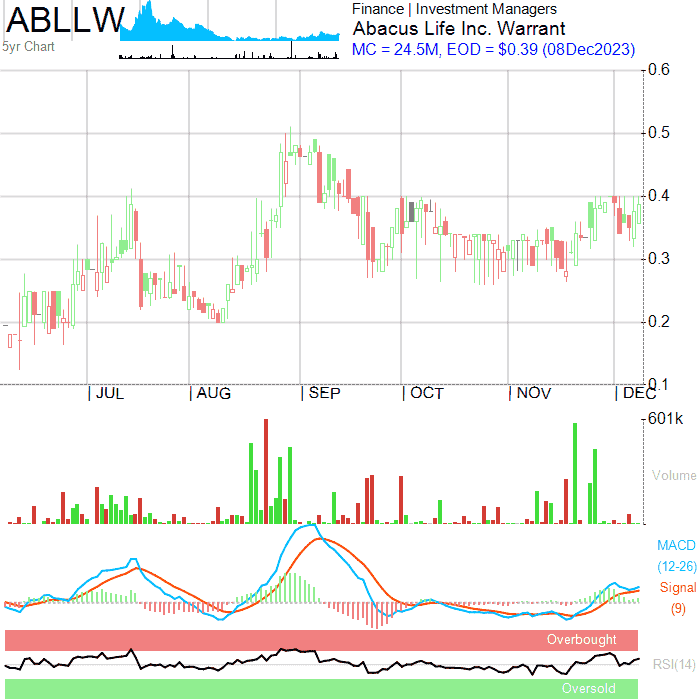 ABLLW
5yr Chart
Finance | Investment Managers
Abacus Life Inc. Warrant
MC = 24.5M, EOD = $0.39 (08Dec2023)
0.6
0.5
0.4
0.3
0.2
0.1
JUL AUG SEP OCT NOV DEC
601k
Volume
MACD
(12-26)
Signal
(9)
Overbought
RSI(14)
Oversold